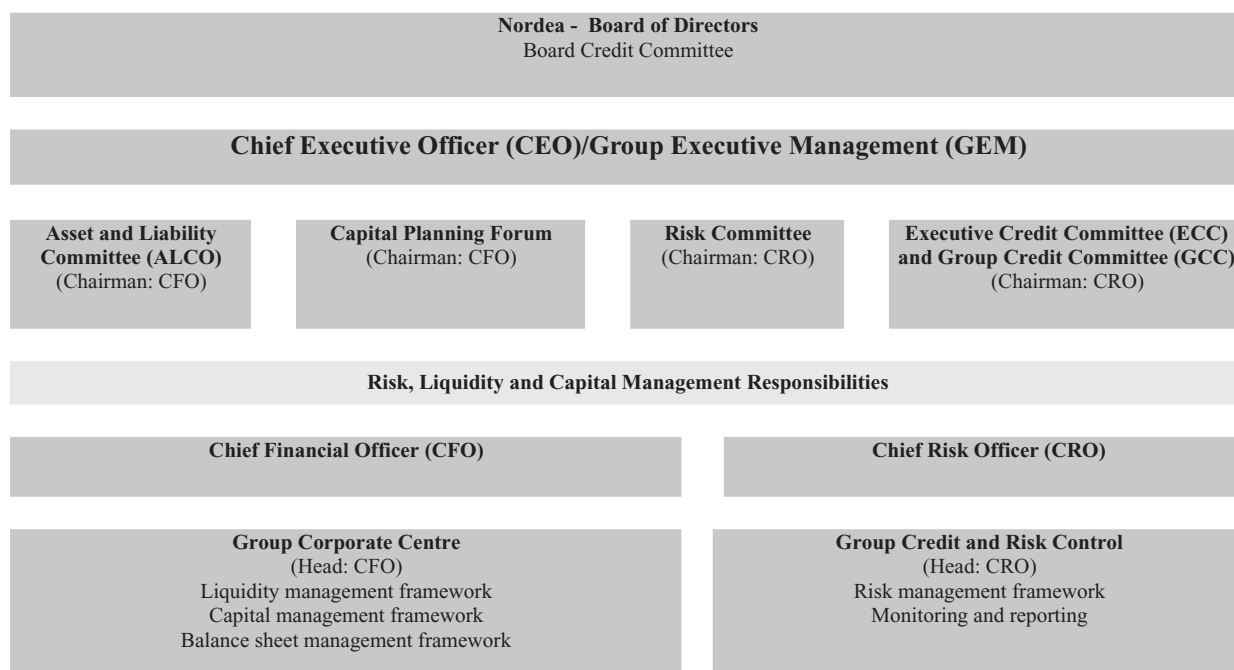 Nordea -  Board of Directors
Board Credit Committee
Chief Executive Officer (CEO)/Group Executive Management (GEM)
Asset and Liability
Committee (ALCO)
(Chairman: CFO)
Capital Planning Forum
(Chairman: CFO)
Risk Committee
(Chairman: CRO)
Executive Credit Committee (ECC)
and Group Credit Committee (GCC)
(Chairman: CRO)
Risk, Liquidity and Capital Management Responsibilities
Chief Financial Officer (CFO)
Chief Risk Officer (CRO)
Group Corporate Centre
(Head: CFO)
Liquidity management framework
Capital management framework
Balance sheet management framework
Group Credit and Risk Control
(Head: CRO)
Risk management framework
Monitoring and reporting